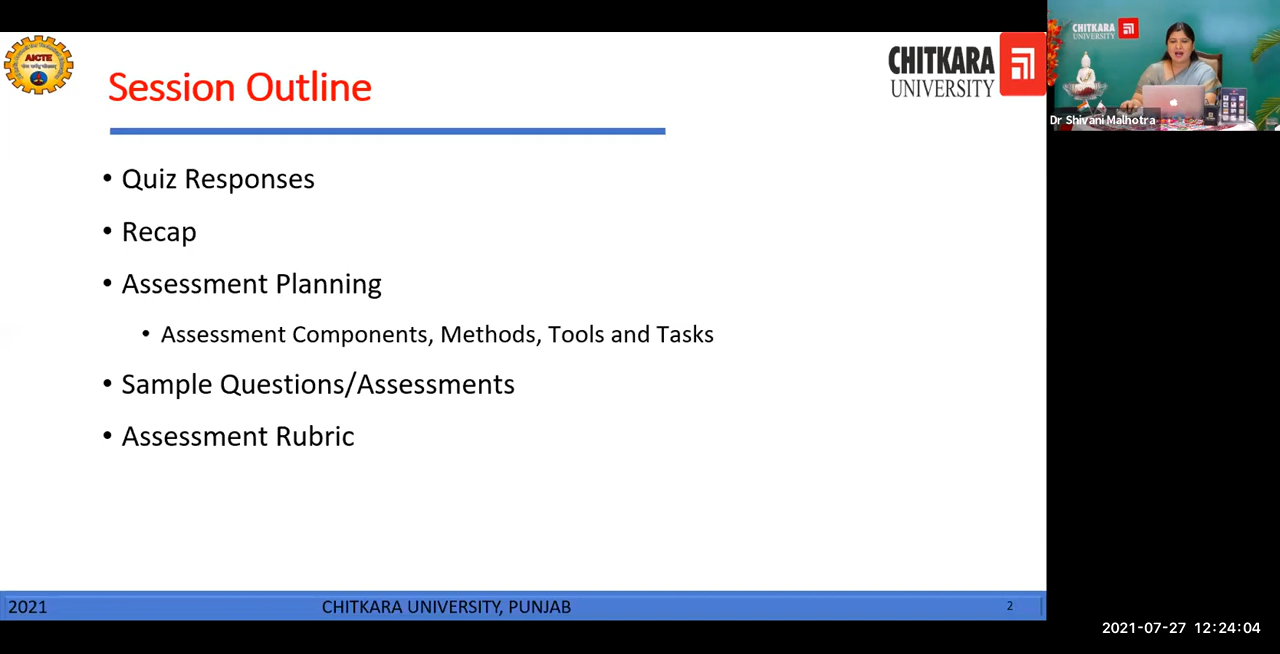 AICTE
Session Outline
CHITKARA
UNIVERSITY
CHITKARA
UNIVERSITY
Dr Shivani Malhotra
• Quiz Responses
• Recap
• Assessment Planning
• Assessment Components, Methods, Tools and Tasks
• Sample Questions/Assessments
• Assessment Rubric
2021
CHITKARA UNIVERSITY, PUNJAB
2
2021-07-27 12:24:04